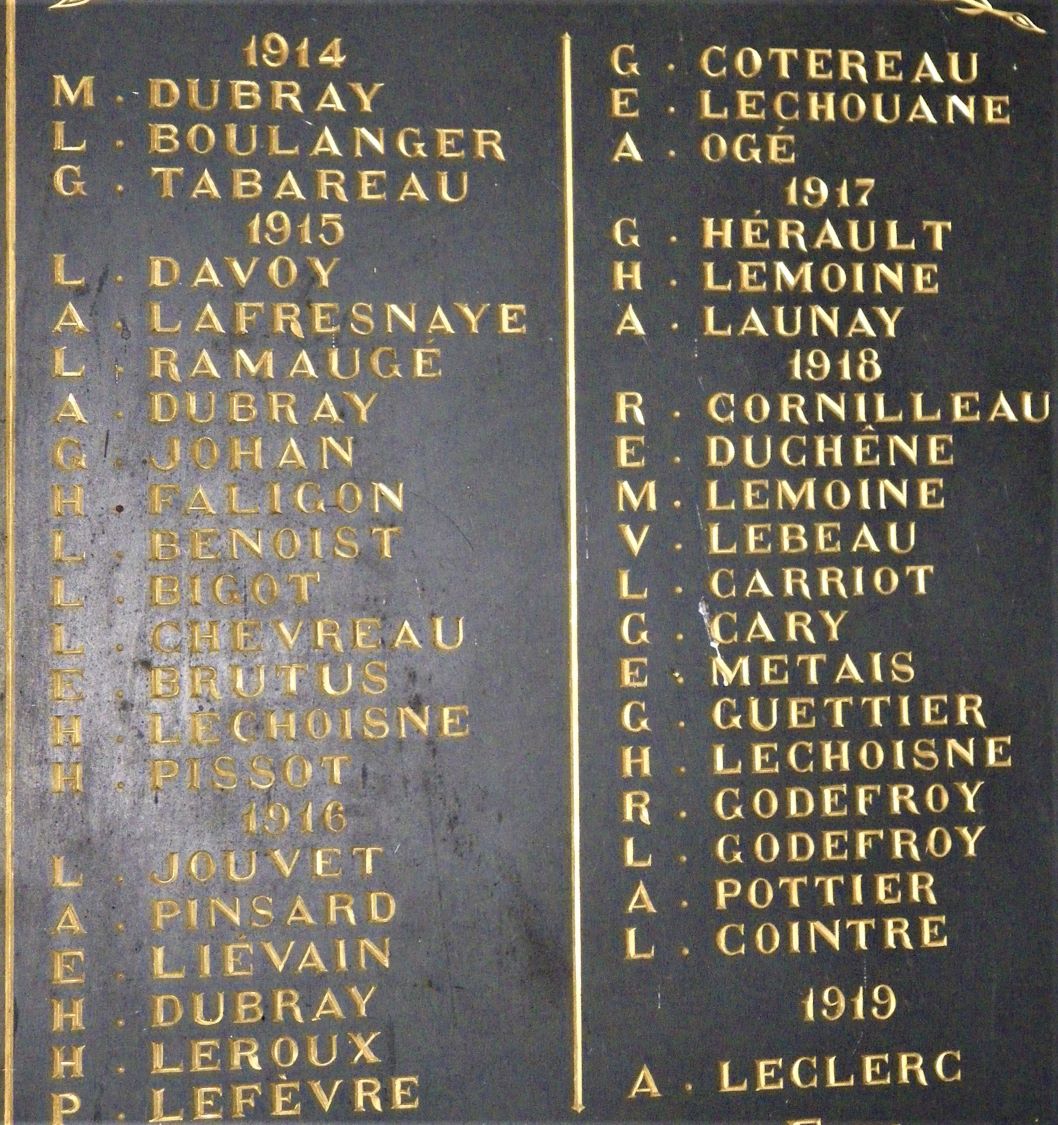 1914
M. DUBRAY
L. BOULANGER
G. TABAREAU
1915
L. DAVOY
A. LAFRESNAYE
L. RAMAUGÉ
A. DUBRAY
G. JOHAN
H. FALIGON
L. BENOIST
L. BIGOT
L. CHEVREAU
E. BRUTUS
H. LECHOISNE
H. PISSOT
1916
L. JOUVET
A. PINSARD
E. LIÉVAIN
H. DUBRAY
H. LEROUX
P. LEFÈVRE
G. COTEREAU
E. LECHOUANE
A. OGÉ
1917
G. HÉRAULT
H. LEMOINE
A. LAUNAY
1918
R. CORNILLEAU
E. DUCHÊNE
M. LEMOINE
V. LEBEAU
L. CARRIOT
G. CARY
E. METAIS
G. GUETTIER
H. LECHOISNE
R. GODEFROY
L. GODEFROY
A. POTTIER
L. COINTRE
1919
A. LECLERC